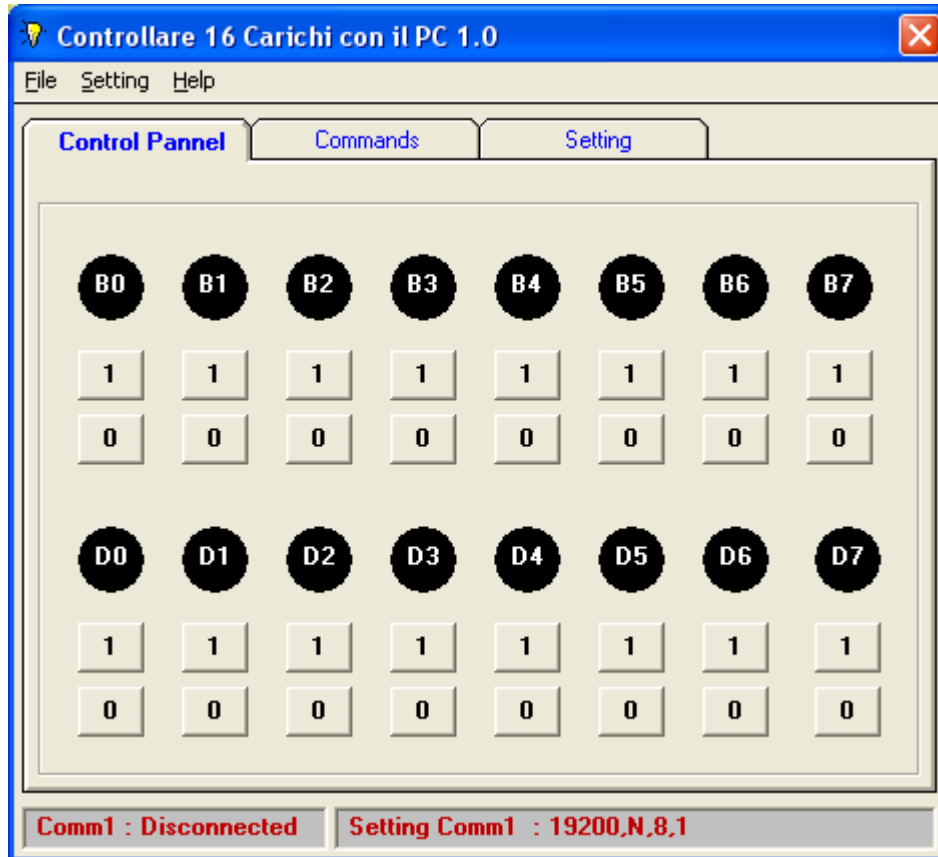 Controllare 16 Carichi con il PC 1.0
File Setting Help
Control Pannel Commands Setting
B0 B1 B2 B3 B4 B5 B6 B7
1 1 1 1 1 1 1 1
0 0 0 0 0 0 0 0
D0 D1 D2 D3 D4 D5 D6 D7
1 1 1 1 1 1 1 1
0 0 0 0 0 0 0 0
Comm1 : Disconnected Setting Comm1 : 19200,N,8,1